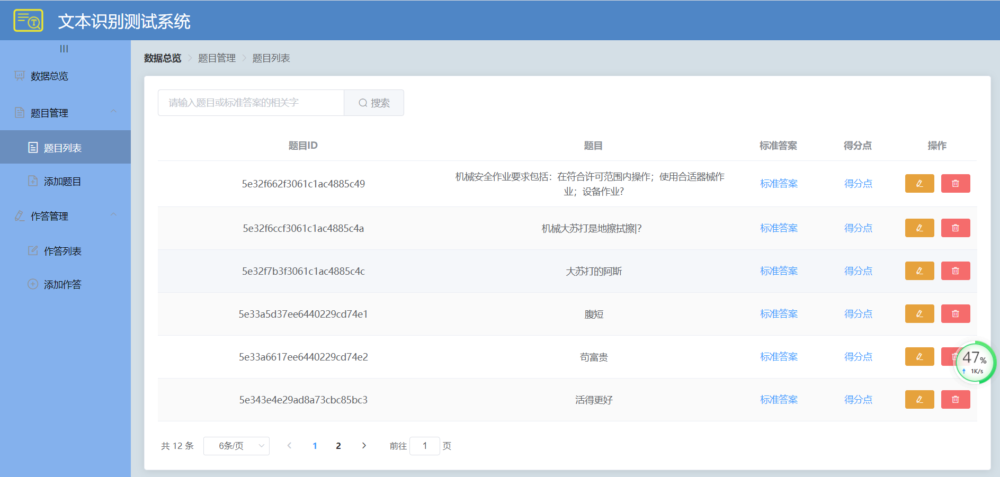 文本识别测试系统
数据总览
题目管理
题目列表
添加题目
作答管理
作答列表
添加作答
数据总览 题目管理 题目列表
请输入题目或标准答案的相关字 搜索
题目ID 题目 标准答案 得分点 操作
5e32f662f3061c1ac4885c49 机械安全作业要求包括：在符合许可范围内操作；使用合适器械作
业；设备作业? 标准答案 得分点
5e32f6ccf3061c1ac4885c4a 机械大苏打是地擦拭擦|? 标准答案 得分点
5e32f7b3f3061c1ac4885c4c 大苏打的阿斯 标准答案 得分点
5e33a5d37ee6440229cd74e1 腹短 标准答案 得分点
5e33a6617ee6440229cd74e2 苟富贵 标准答案 得分点
47%
1K/s
5e343e4e29ad8a73cbc85bc3 活得更好 标准答案 得分点
共 12 条 6条/页 1 2 前往 1 页